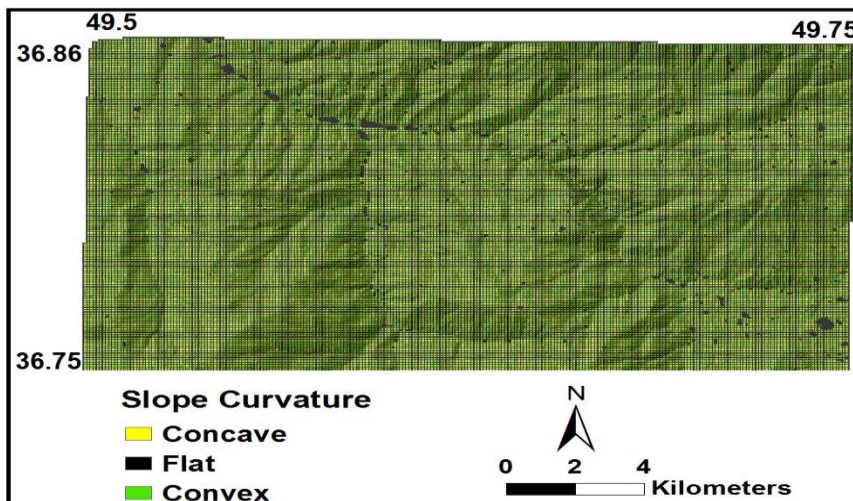 49.5
49.75
36.86
36.75
Slope Curvature
Concave
Flat
Convex
N
0 2 4
Kilometers